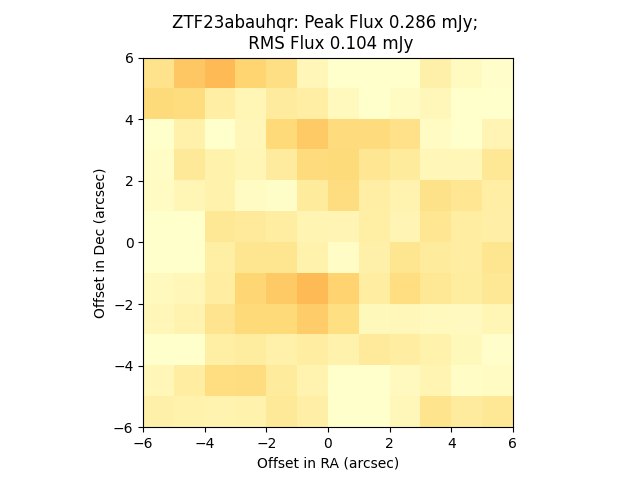 ZTF23abauhqr: Peak Flux 0.286 mJy;
RMS Flux 0.104 mJy
6
4
2
0
−2
−4
−6
Offset in Dec (arcsec)
−6 −4 −2 0 2 4 6
Offset in RA (arcsec)